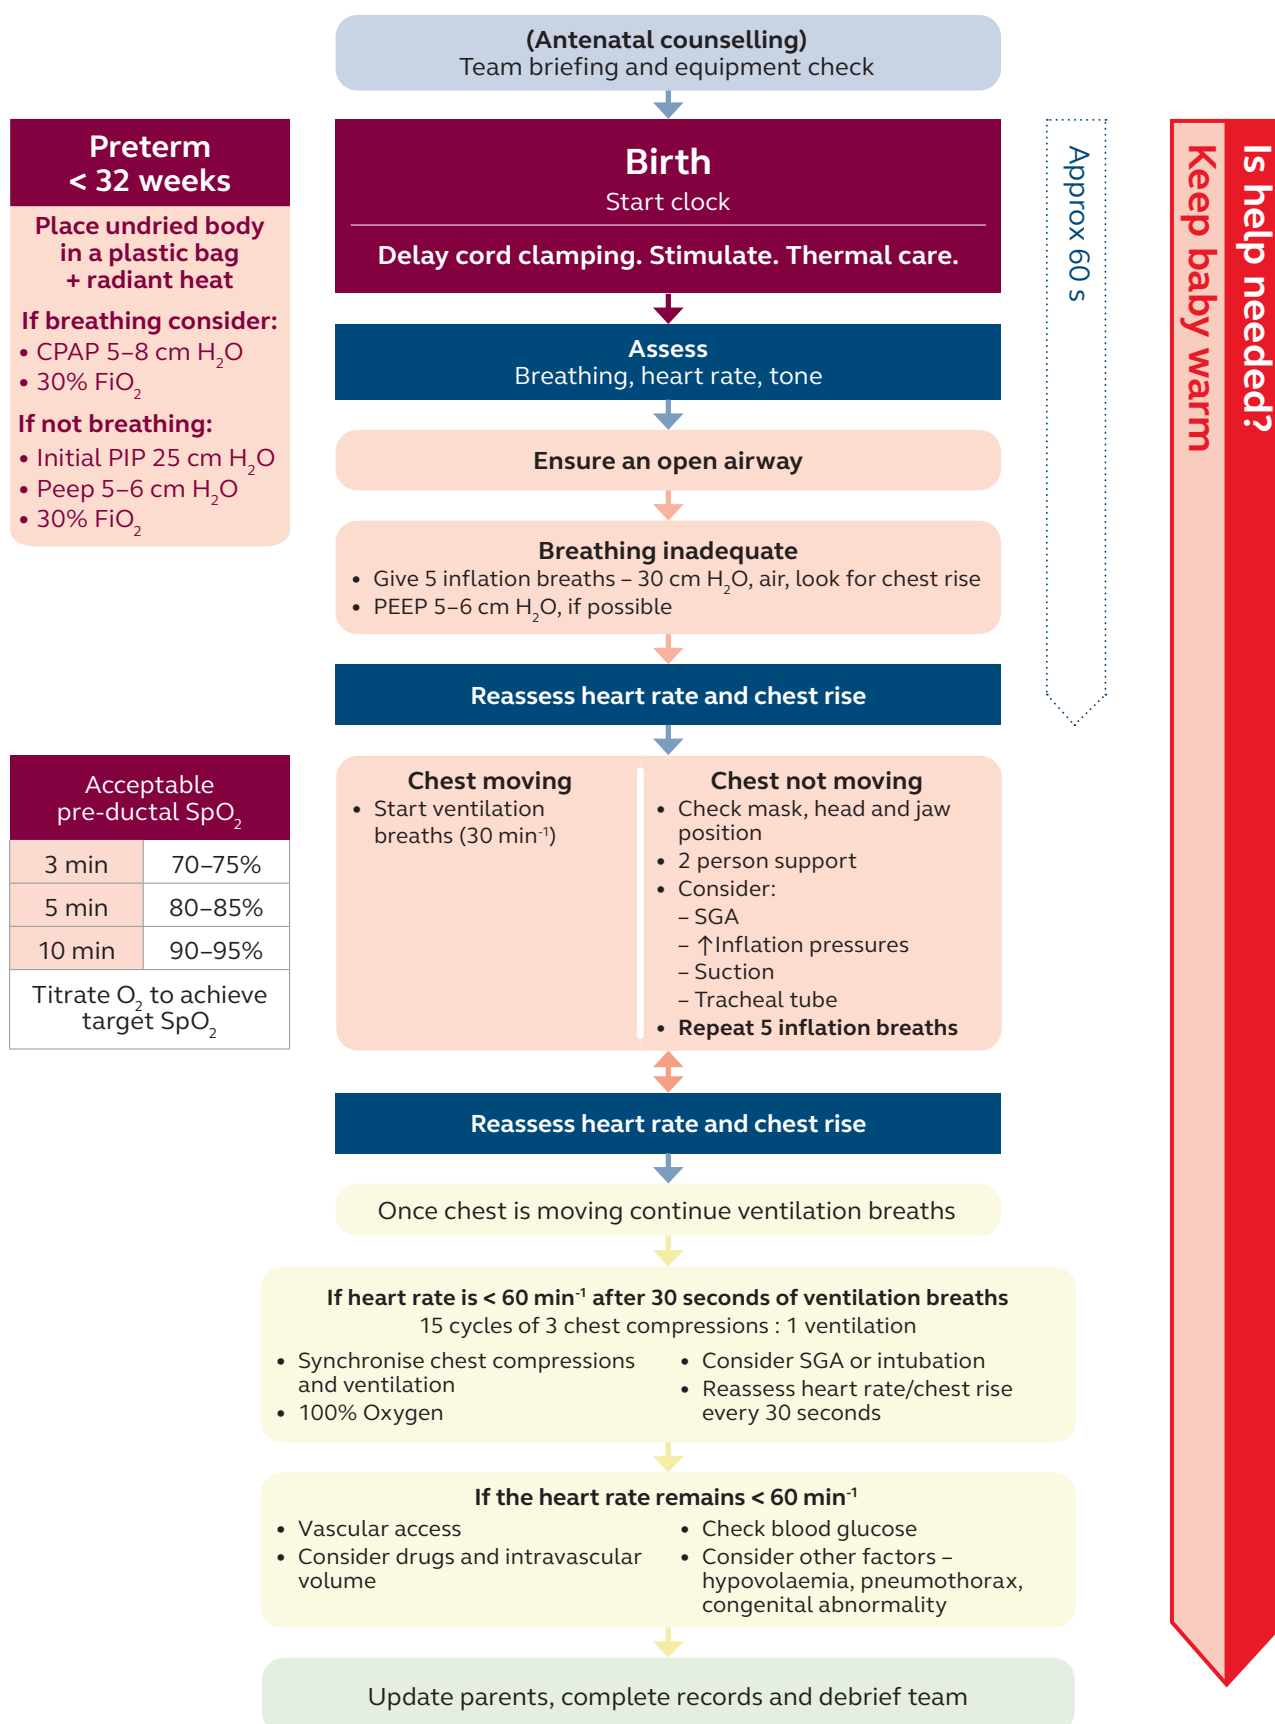 (Antenatal counselling)
Team briefing and equipment check
Preterm
< 32 weeks
Place undried body
in a plastic bag
+ radiant heat
If breathing consider:
• CPAP 5–8 cm H₂O
• 30% FiO₂
If not breathing:
• Initial PIP 25 cm H₂O
• Peep 5–6 cm H₂O
• 30% FiO₂
Birth
Start clock
Delay cord clamping. Stimulate. Thermal care.
Assess
Breathing, heart rate, tone
Ensure an open airway
Breathing inadequate
• Give 5 inflation breaths – 30 cm H₂O, air, look for chest rise
• PEEP 5–6 cm H₂O, if possible
Reassess heart rate and chest rise
Approx 60 s
Keep baby warm
Is help needed?
Acceptable
pre-ductal SpO₂
3 min 70–75%
5 min 80–85%
10 min 90–95%
Titrate O₂ to achieve
target SpO₂
Chest moving
• Start ventilation
breaths (30 min⁻¹)
Chest not moving
• Check mask, head and jaw
position
• 2 person support
• Consider:
– SGA
– ↑Inflation pressures
– Suction
– Tracheal tube
• Repeat 5 inflation breaths
Reassess heart rate and chest rise
Once chest is moving continue ventilation breaths
If heart rate is < 60 min⁻¹ after 30 seconds of ventilation breaths
15 cycles of 3 chest compressions : 1 ventilation
• Synchronise chest compressions
and ventilation
• 100% Oxygen
• Consider SGA or intubation
• Reassess heart rate/chest rise
every 30 seconds
If the heart rate remains < 60 min⁻¹
• Vascular access
• Consider drugs and intravascular
volume
• Check blood glucose
• Consider other factors –
hypovolaemia, pneumothorax,
congenital abnormality
Update parents, complete records and debrief team